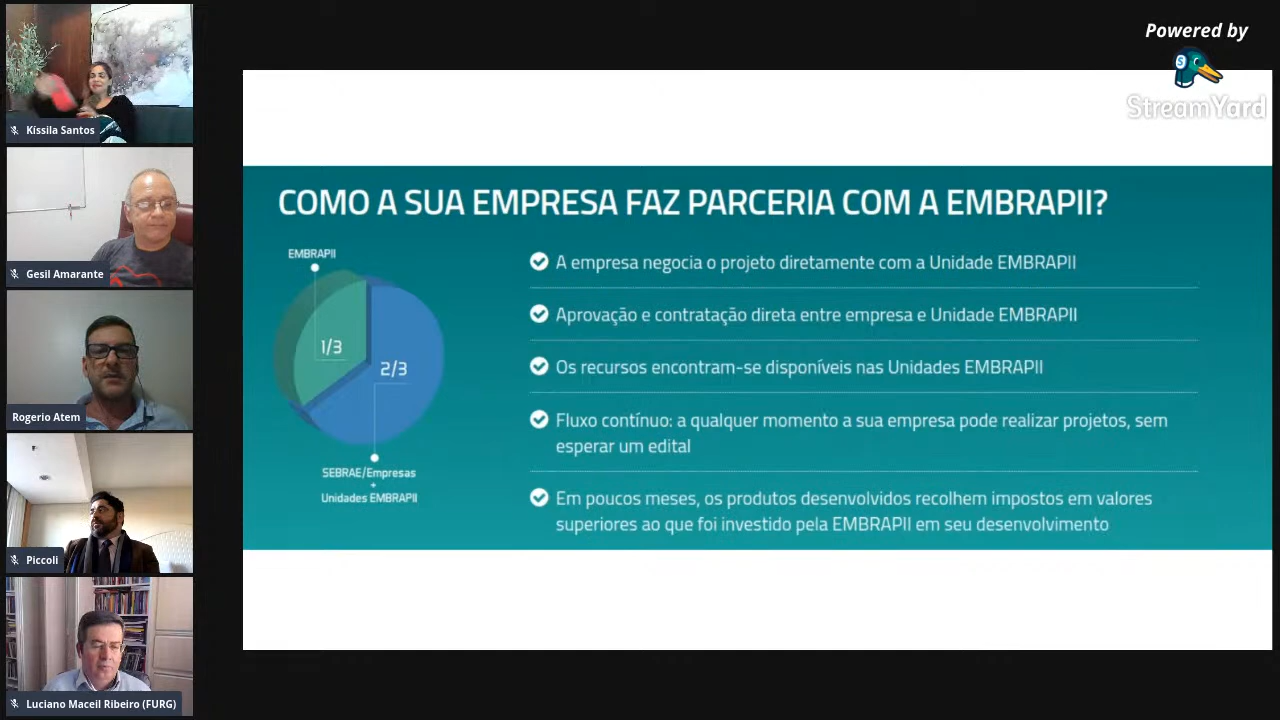 Powered by
StreamYard
Kíssila Santos
Gesil Amarante
Rogerio Atem
Piccoli
Luciano Maceil Ribeiro (FURG)
COMO A SUA EMPRESA FAZ PARCERIA COM A EMBRAPII?
EMBRAPII
1/3
2/3
SEBRAE/Empresas
+
Unidades EMBRAPII
A empresa negocia o projeto diretamente com a Unidade EMBRAPII
Aprovação e contratação direta entre empresa e Unidade EMBRAPII
Os recursos encontram-se disponíveis nas Unidades EMBRAPII
Fluxo contínuo: a qualquer momento a sua empresa pode realizar projetos, sem
esperar um edital
Em poucos meses, os produtos desenvolvidos recolhem impostos em valores
superiores ao que foi investido pela EMBRAPII em seu desenvolvimento